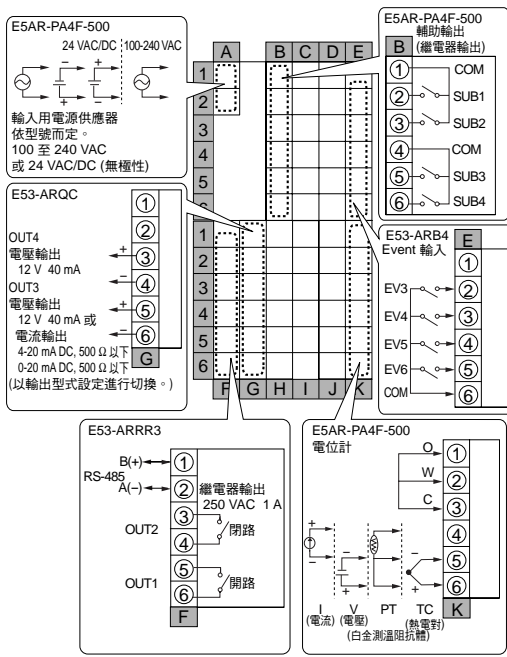 E5AR-PA4F-500
24 VAC/DC 100-240 VAC
+ − − +
輸入用電源供應器
依型號而定。
100 至 240 VAC
或 24 VAC/DC (無極性)
A B C D E
1
2
3
4
5
6
1
2
3
4
5
6
F G H I J K
E5AR-PA4F-500
輔助輸出
(繼電器輸出)
B
① COM
② SUB1
③ SUB2
④ COM
⑤ SUB3
⑥ SUB4
E53-ARQC
①
②
OUT4
電壓輸出
12 V 40 mA
+ ③
− ④
OUT3
電壓輸出
12 V 40 mA 或
電流輸出
4-20 mA DC, 500 Ω 以下
0-20 mA DC, 500 Ω 以下
(以輸出型式設定進行切換。)
+ ⑤
− ⑥
G
E53-ARB4
Event 輸入
E
①
EV3 ②
EV4 ③
EV5 ④
EV6 ⑤
COM ⑥
E53-ARRR3
RS-485
B(+) ①
A(−) ②
繼電器輸出
250 VAC 1 A
OUT2
③
④
閉路
OUT1
⑤
⑥
開路
F
E5AR-PA4F-500
電位計
O ①
W ②
C ③
④
− ⑤
+ ⑥
K
+ −
− +
I V PT TC
(電流) (電壓) (熱電對)
(白金測溫阻抗體)